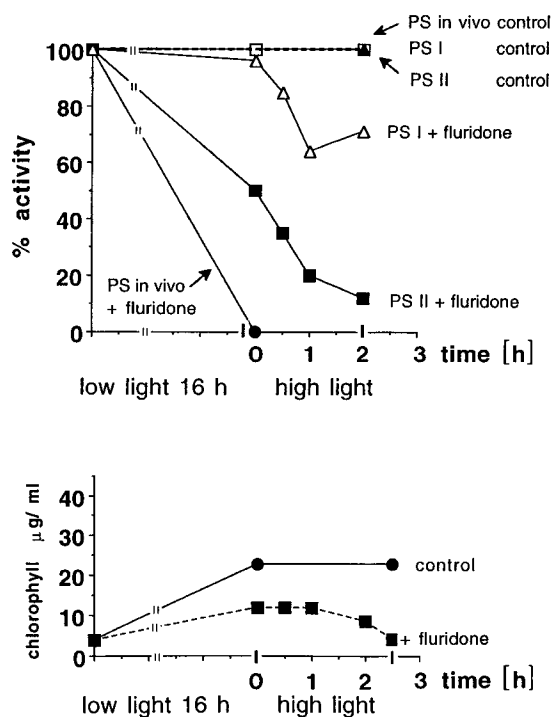 PS in vivo control
PS I control
PS II control
100
80
60
40
20
0
% activity
PS I + fluridone
PS II + fluridone
PS in vivo
+ fluridone
0 1 2 3 time [h]
low light 16 h high light
40
30
20
10
0
chlorophyll µg/ ml
control
+ fluridone
0 1 2 3 time [h]
low light 16 h high light